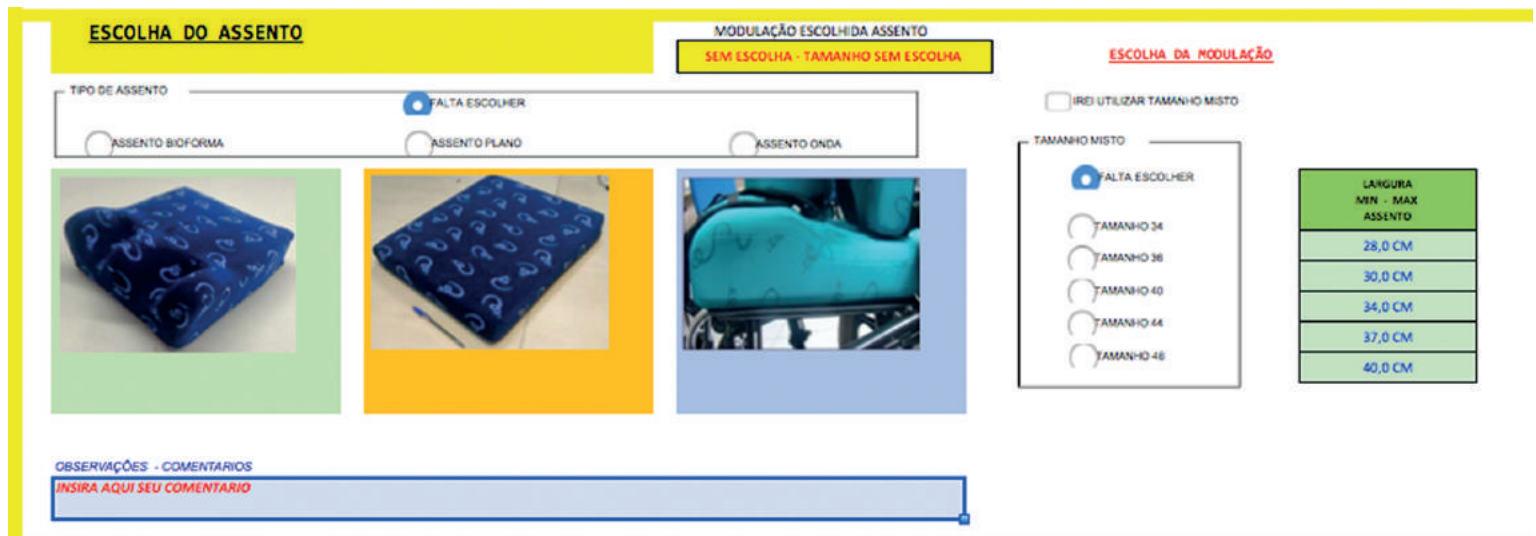 ESCOLHA DO ASSENTO
MODULAÇÃO ESCOLHIDA ASSENTO
SEM ESCOLHA - TAMANHO SEM ESCOLHA
ESCOLHA DA MODULAÇÃO
TIPO DE ASSENTO
FALTA ESCOLHER
ASSENTO BIOFORMA
ASSENTO PLANO
ASSENTO ONDA
IREI UTILIZAR TAMANHO MISTO
TAMANHO MISTO
FALTA ESCOLHER
TAMANHO 34
TAMANHO 36
TAMANHO 40
TAMANHO 44
TAMANHO 46
LARGURA
MIN - MAX
ASSENTO
28,0 CM
30,0 CM
34,0 CM
37,0 CM
40,0 CM
OBSERVAÇÕES - COMENTARIOS
INSIRA AQUI SEU COMENTARIO